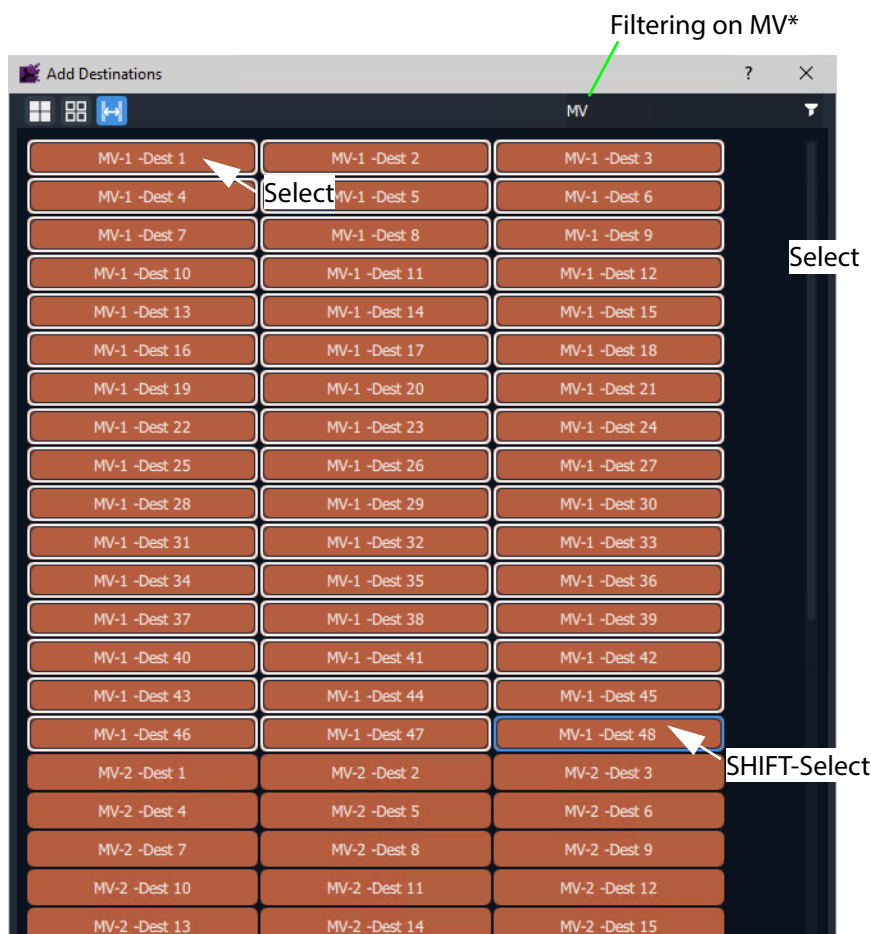 Filtering on MV*
Add Destinations ? ×
MV
MV-1 -Dest 1 MV-1 -Dest 2 MV-1 -Dest 3
Select
MV-1 -Dest 4 MV-1 -Dest 5 MV-1 -Dest 6
MV-1 -Dest 7 MV-1 -Dest 8 MV-1 -Dest 9
Select
MV-1 -Dest 10 MV-1 -Dest 11 MV-1 -Dest 12
MV-1 -Dest 13 MV-1 -Dest 14 MV-1 -Dest 15
MV-1 -Dest 16 MV-1 -Dest 17 MV-1 -Dest 18
MV-1 -Dest 19 MV-1 -Dest 20 MV-1 -Dest 21
MV-1 -Dest 22 MV-1 -Dest 23 MV-1 -Dest 24
MV-1 -Dest 25 MV-1 -Dest 26 MV-1 -Dest 27
MV-1 -Dest 28 MV-1 -Dest 29 MV-1 -Dest 30
MV-1 -Dest 31 MV-1 -Dest 32 MV-1 -Dest 33
MV-1 -Dest 34 MV-1 -Dest 35 MV-1 -Dest 36
MV-1 -Dest 37 MV-1 -Dest 38 MV-1 -Dest 39
MV-1 -Dest 40 MV-1 -Dest 41 MV-1 -Dest 42
MV-1 -Dest 43 MV-1 -Dest 44 MV-1 -Dest 45
MV-1 -Dest 46 MV-1 -Dest 47 MV-1 -Dest 48
SHIFT-Select
MV-2 -Dest 1 MV-2 -Dest 2 MV-2 -Dest 3
MV-2 -Dest 4 MV-2 -Dest 5 MV-2 -Dest 6
MV-2 -Dest 7 MV-2 -Dest 8 MV-2 -Dest 9
MV-2 -Dest 10 MV-2 -Dest 11 MV-2 -Dest 12
MV-2 -Dest 13 MV-2 -Dest 14 MV-2 -Dest 15